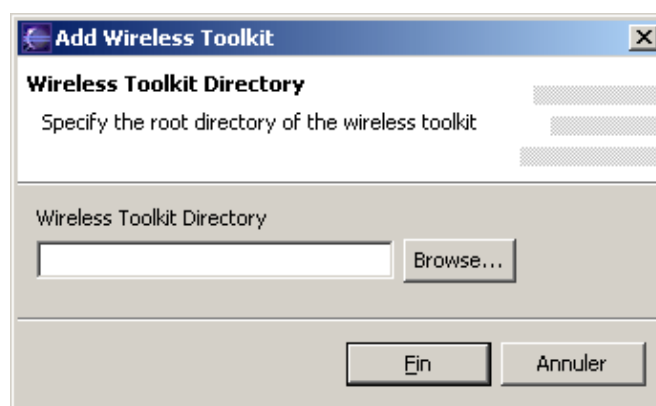 Add Wireless Toolkit
Wireless Toolkit Directory
Specify the root directory of the wireless toolkit
Wireless Toolkit Directory
Browse...
Fin
Annuler